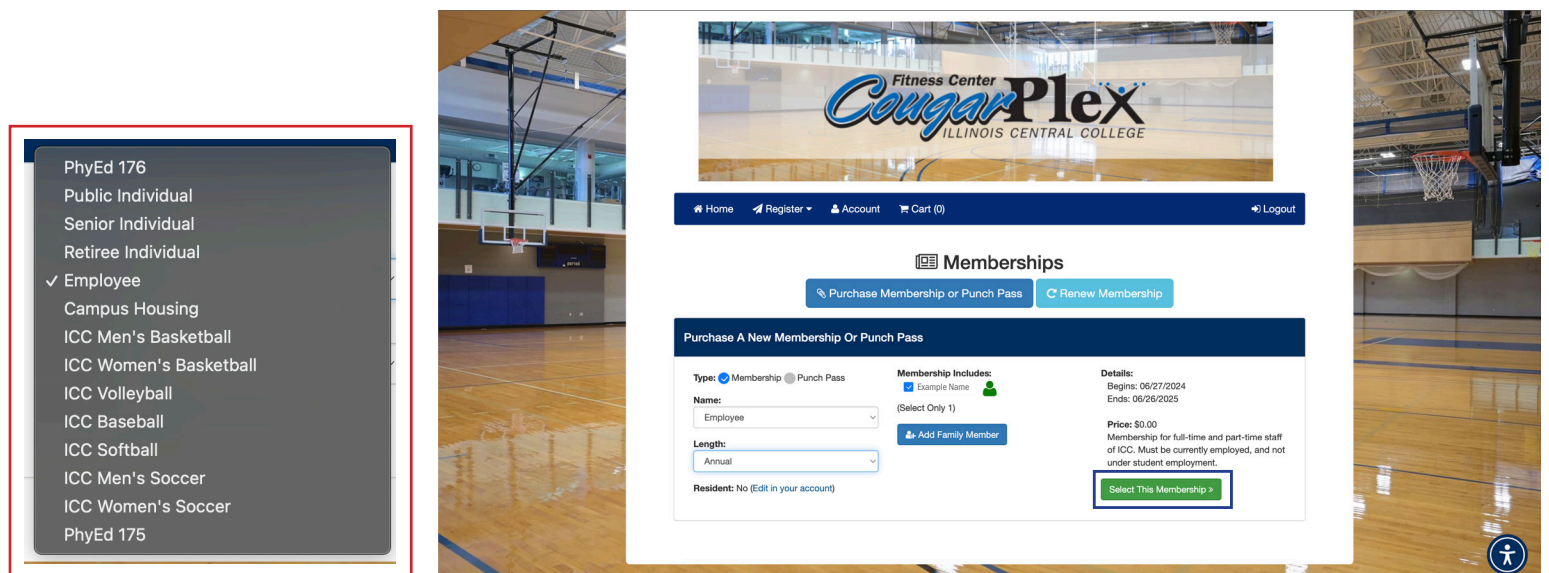 PhyEd 176
Public Individual
Senior Individual
Retiree Individual
✓ Employee
Campus Housing
ICC Men's Basketball
ICC Women's Basketball
ICC Volleyball
ICC Baseball
ICC Softball
ICC Men's Soccer
ICC Women's Soccer
PhyEd 175
Fitness Center
CougarPlex
ILLINOIS CENTRAL COLLEGE
Home Register Account Cart (0) Logout
Memberships
Purchase Membership or Punch Pass Renew Membership
Purchase A New Membership Or Punch Pass
Type: Membership Punch Pass
Name:
Employee
Length:
Annual
Resident: No (Edit in your account)
Membership Includes:
Example Name
(Select Only 1)
Add Family Member
Details:
Begins: 06/27/2024
Ends: 06/26/2025
Price: $0.00
Membership for full-time and part-time staff
of ICC. Must be currently employed, and not
under student employment.
Select This Membership »